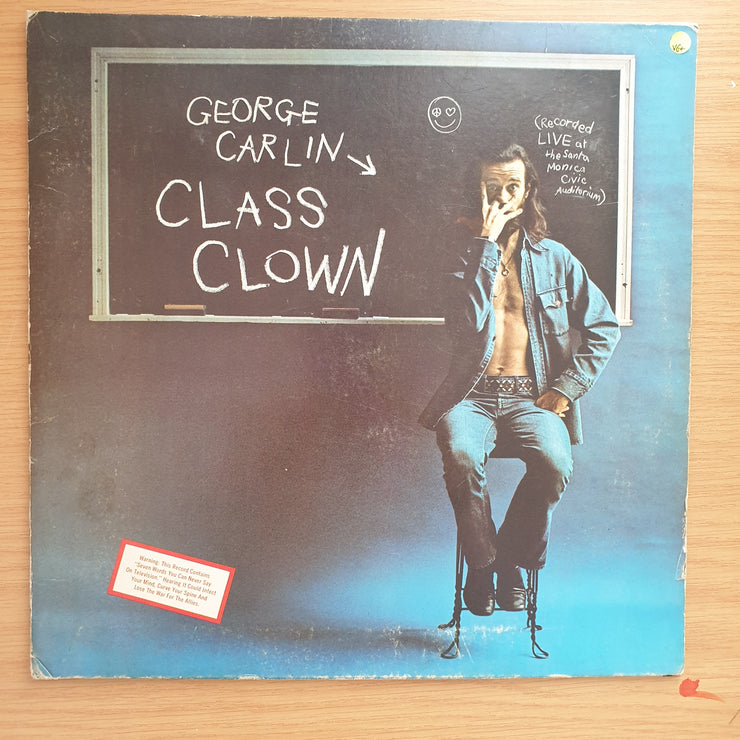 GEORGE
CARLIN
CLASS
CLOWN
(Recorded
LIVE at
the Santa
Monica
Civic
Auditorium)
VG+
Warning: This Record Contains
"Seven Words You Can Never Say
On Television." Hearing It Could Infect
Your Mind, Curve Your Spine And
Lose The War For The Allies.